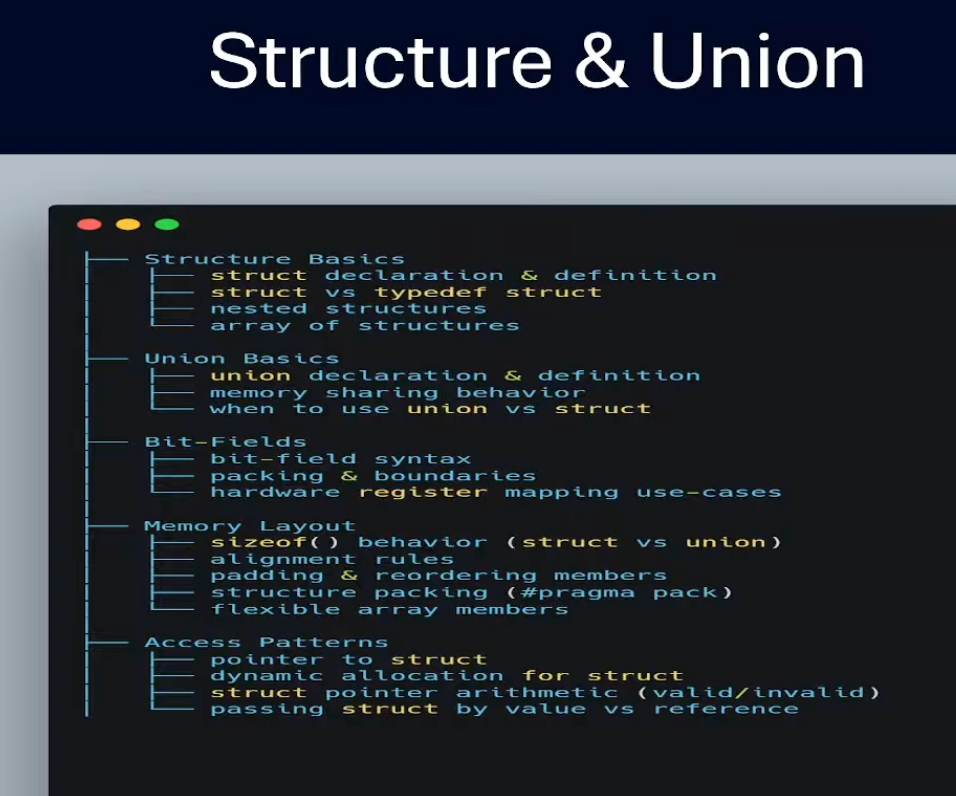 Structure & Union
├── Structure Basics
│   ├── struct declaration & definition
│   ├── struct vs typedef struct
│   ├── nested structures
│   └── array of structures
│
├── Union Basics
│   ├── union declaration & definition
│   ├── memory sharing behavior
│   └── when to use union vs struct
│
├── Bit-Fields
│   ├── bit-field syntax
│   ├── packing & boundaries
│   └── hardware register mapping use-cases
│
├── Memory Layout
│   ├── sizeof() behavior (struct vs union)
│   ├── alignment rules
│   ├── padding & reordering members
│   ├── structure packing (#pragma pack)
│   └── flexible array members
│
├── Access Patterns
│   ├── pointer to struct
│   ├── dynamic allocation for struct
│   ├── struct pointer arithmetic (valid/invalid)
│   └── passing struct by value vs reference